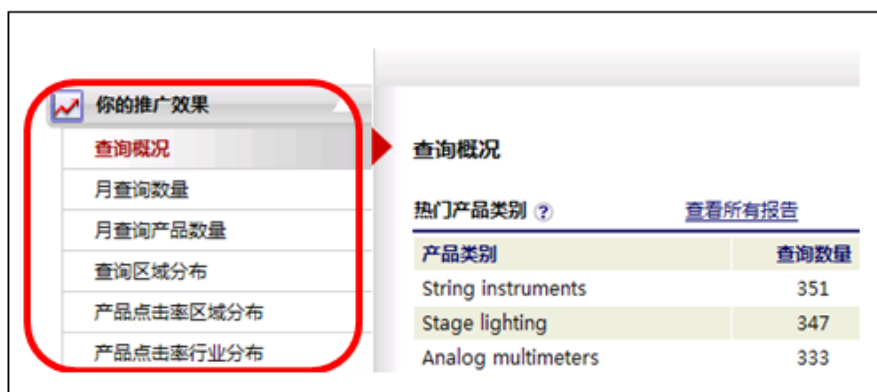 你的推广效果
查询概况
月查询数量
月查询产品数量
查询区域分布
产品点击率区域分布
产品点击率行业分布
查询概况
热门产品类别 ? 查看所有报告
产品类别 查询数量
String instruments 351
Stage lighting 347
Analog multimeters 333